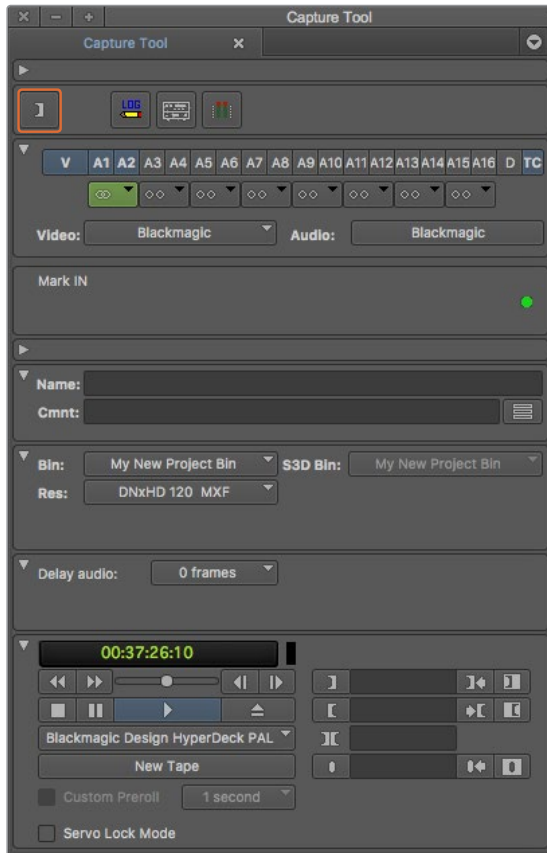 Capture Tool
Capture Tool
LOG
V A1 A2 A3 A4 A5 A6 A7 A8 A9 A10 A11 A12 A13 A14 A15 A16 D TC
Video: Blackmagic Audio: Blackmagic
Mark IN
Name:
Cmnt:
Bin: My New Project Bin S3D Bin: My New Project Bin
Res: DNxHD 120 MXF
Delay audio: 0 frames
00:37:26:10
Blackmagic Design HyperDeck PAL
New Tape
Custom Preroll 1 second
Servo Lock Mode